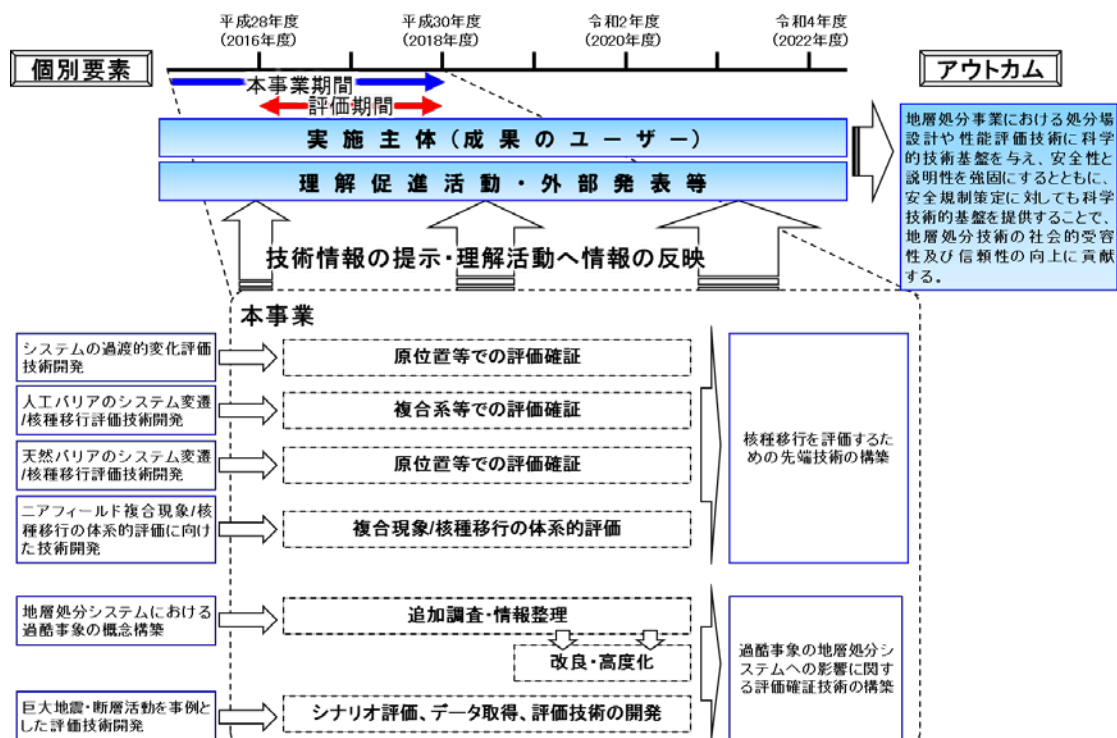 平成28年度
(2016年度)
平成30年度
(2018年度)
令和2年度
(2020年度)
令和4年度
(2022年度)
個別要素
アウトカム
本事業期間
評価期間
実施主体(成果のユーザー)
理解促進活動・外部発表等
地層処分事業における処分場
設計や性能評価技術に科学
的技術基盤を与え、安全性と
説明性を強固にするとともに、
安全規制策定に対しても科学
技術的基盤を提供することで、
地層処分技術の社会的受容
性及び信頼性の向上に貢献
する。
技術情報の提示・理解活動へ情報の反映
本事業
システムの過渡的変化評価
技術開発
原位置等での評価確証
人工バリアのシステム変遷
/核種移行評価技術開発
複合系等での評価確証
天然バリアのシステム変遷
/核種移行評価技術開発
原位置等での評価確証
ニアフィールド複合現象/核
種移行の体系的評価に向け
た技術開発
複合現象/核種移行の体系的評価
核種移行を評価するた
めの先端技術の構築
地層処分システムにおける
過酷事象の概念構築
追加調査・情報整理
改良・高度化
巨大地震・断層活動を事例と
した評価技術開発
シナリオ評価、データ取得、評価技術の開発
過酷事象の地層処分シ
ステムへの影響に関す
る評価確証技術の構築